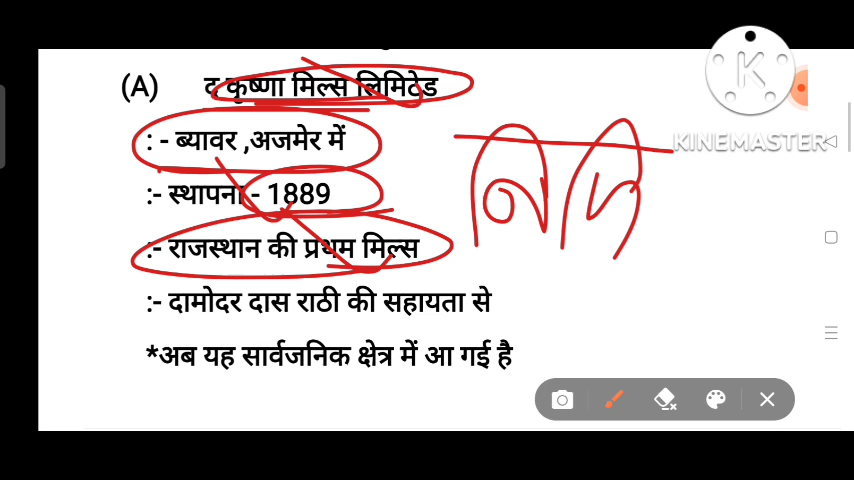 (A) द कृष्णा मिल्स लिमिटेड
: - ब्यावर ,अजमेर में
:- स्थापना - 1889
:- राजस्थान की प्रथम मिल्स
:- दामोदर दास राठी की सहायता से
*अब यह सार्वजनिक क्षेत्र में आ गई है
K
KINEMASTER